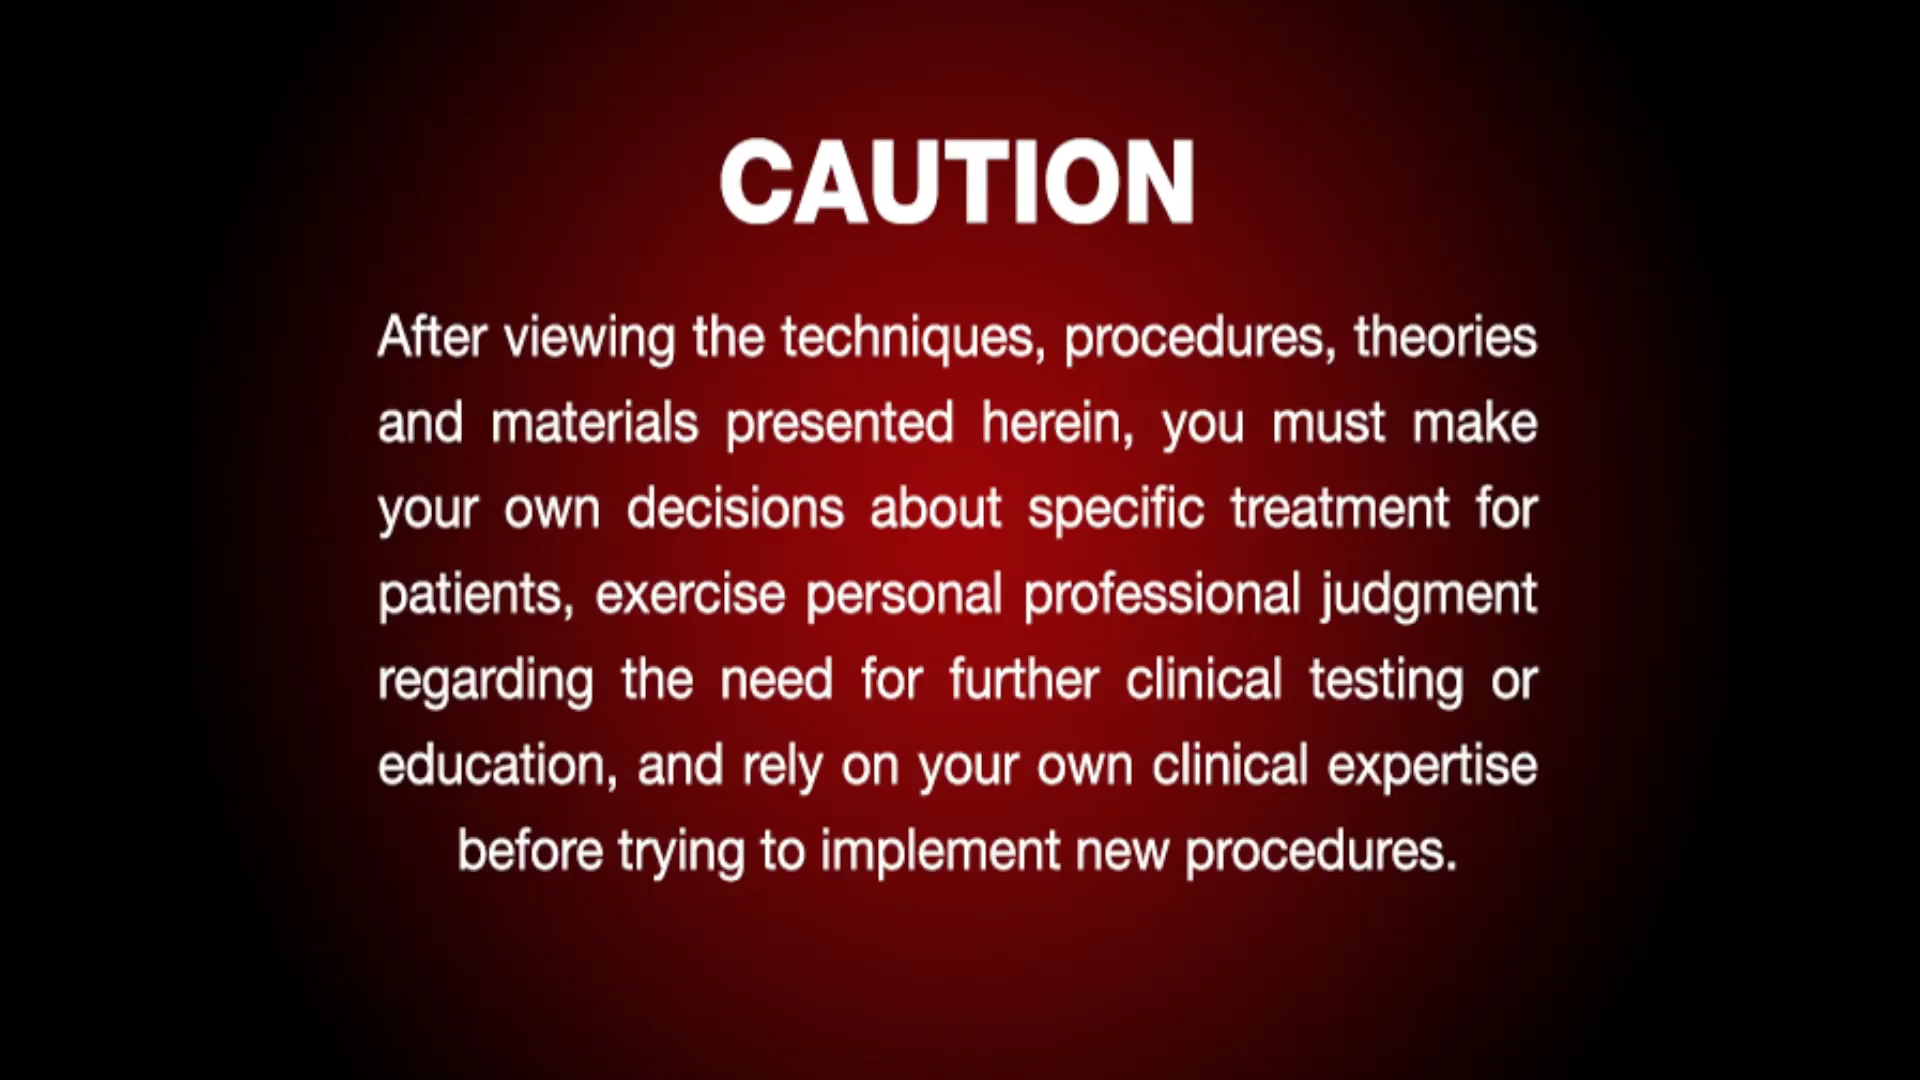 CAUTION
After viewing the techniques, procedures, theories
and materials presented herein, you must make
your own decisions about specific treatment for
patients, exercise personal professional judgment
regarding the need for further clinical testing or
education, and rely on your own clinical expertise
before trying to implement new procedures.